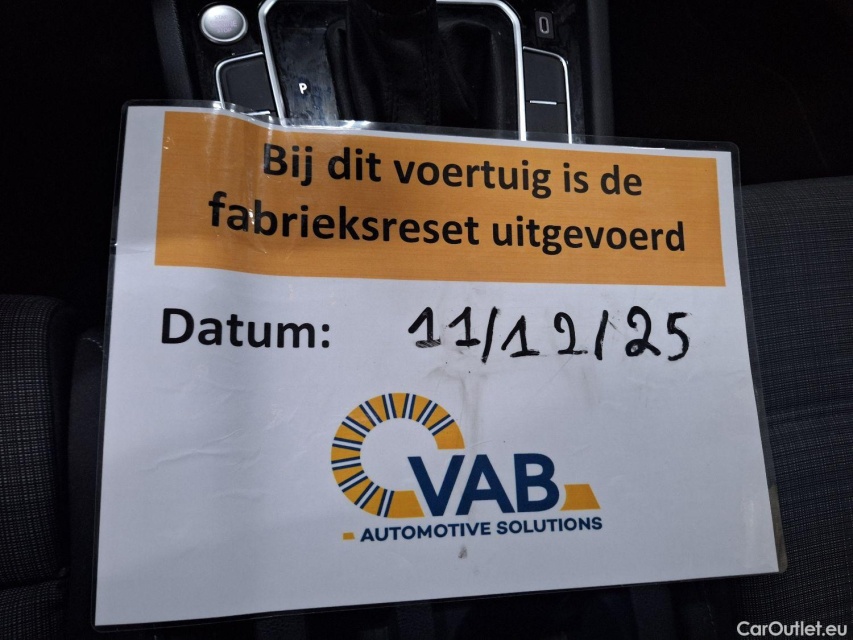 P
Bij dit voertuig is de
fabrieksreset uitgevoerd
Datum: 11/12/25
VAB
AUTOMOTIVE SOLUTIONS
CarOutlet.eu